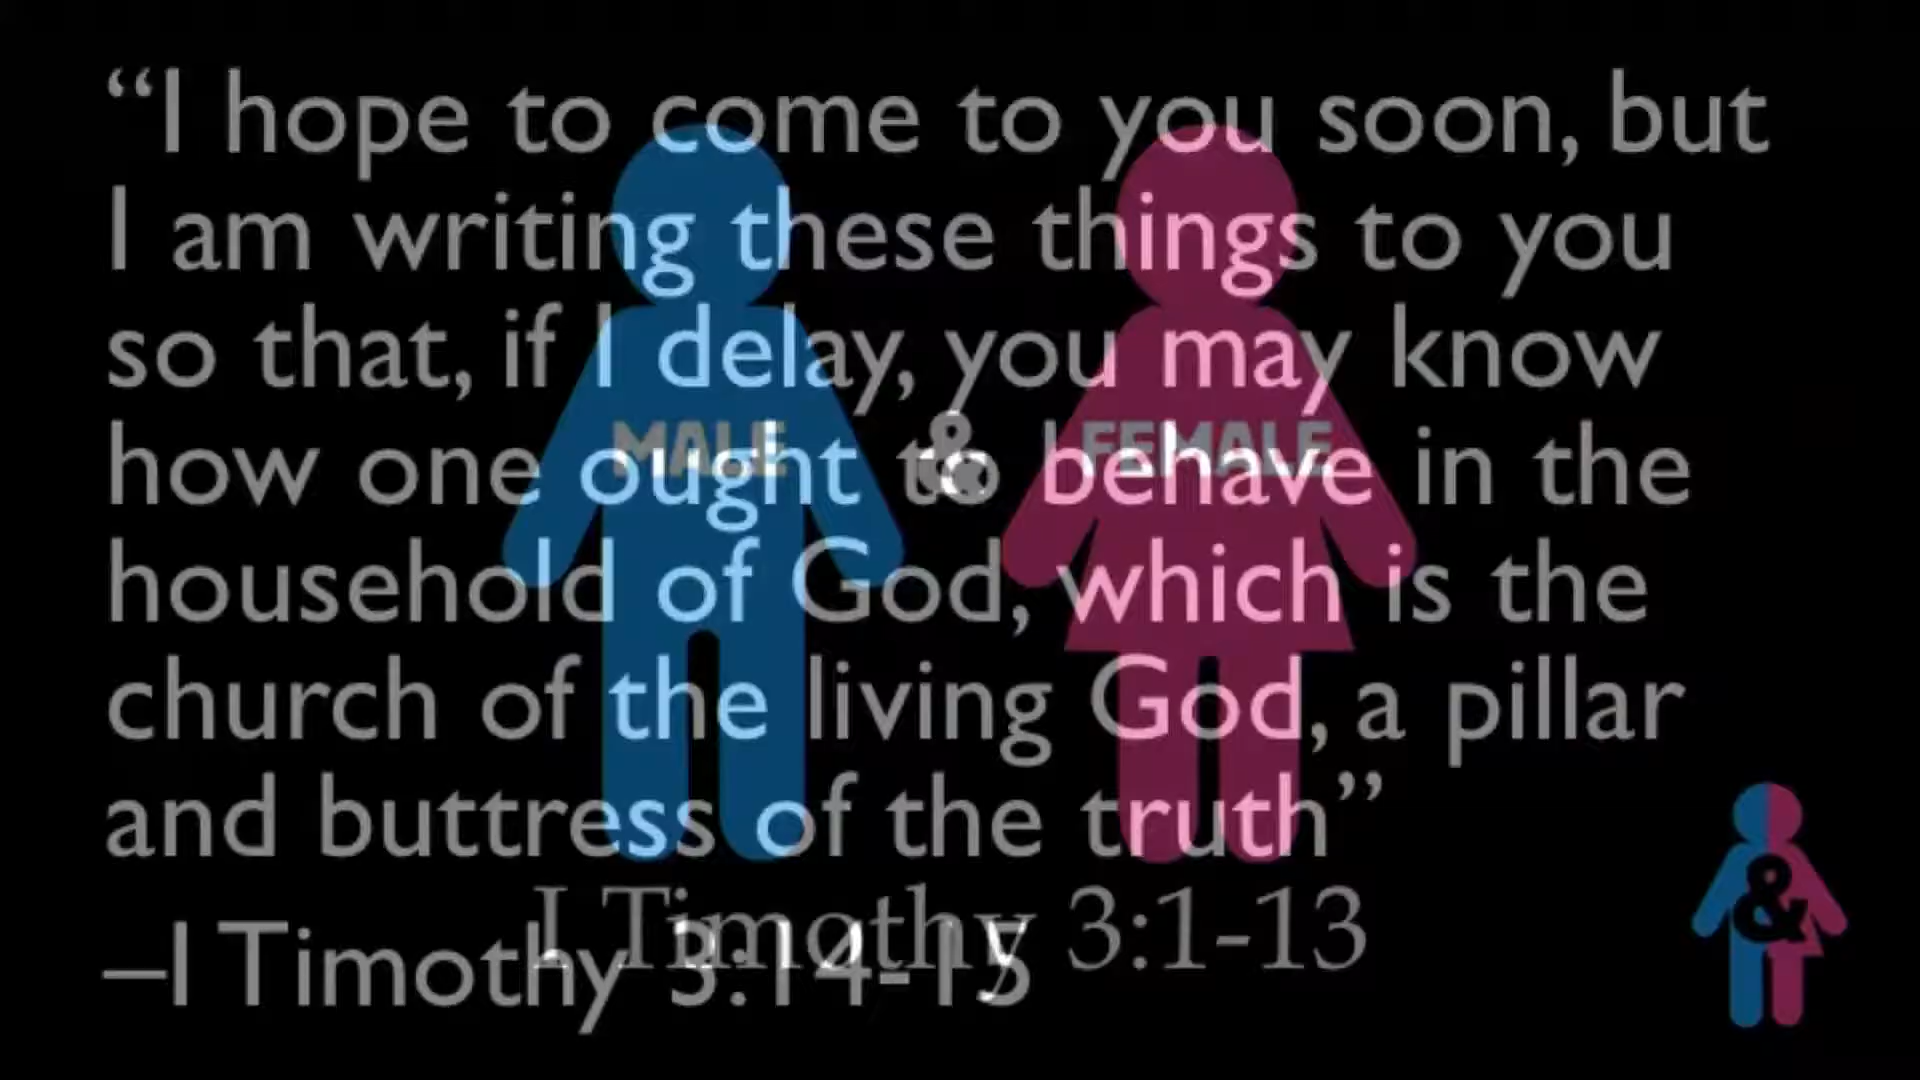 “I hope to come to you soon, but
I am writing these things to you
so that, if I delay, you may know
how one ought to behave in the
household of God, which is the
church of the living God, a pillar
and buttress of the truth”
–I Timothy 3:14-15
MALE & FEMALE
I Timothy 3:1-13
&